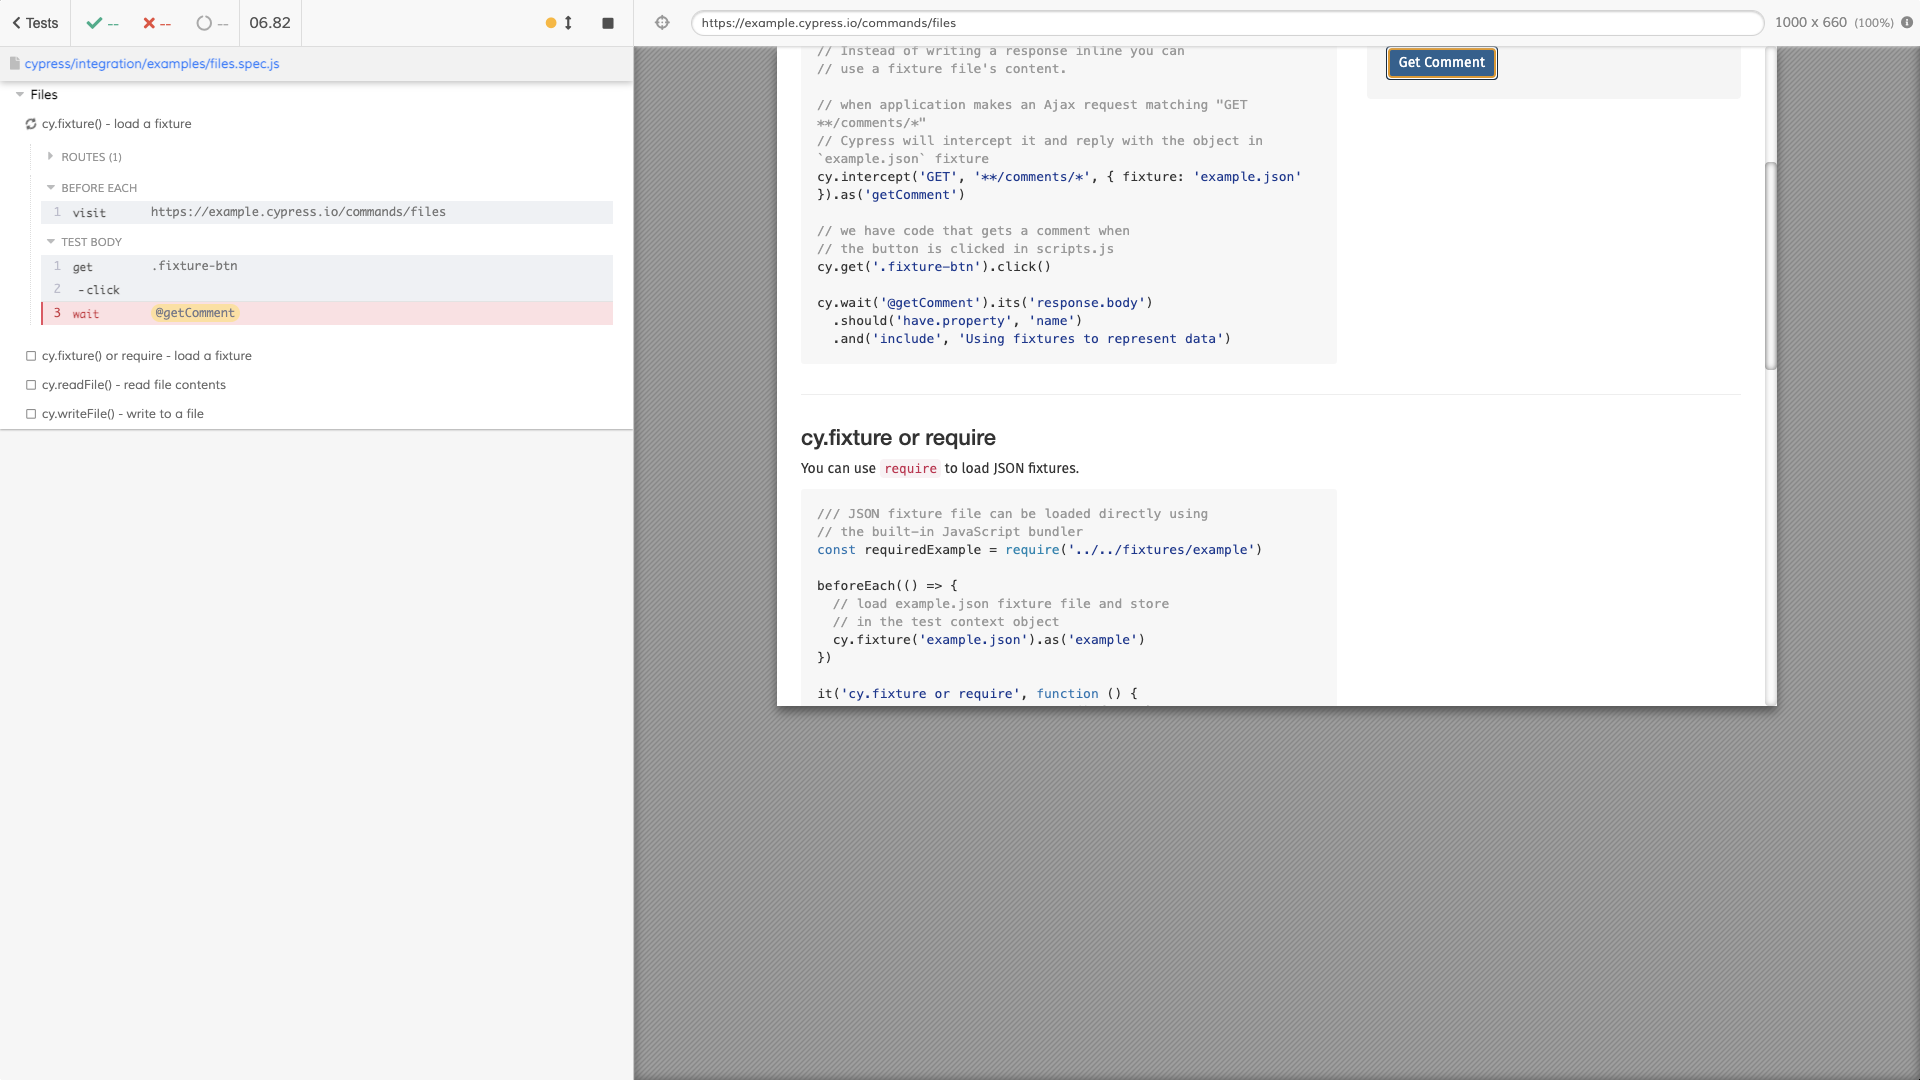 Tests
--
--
--
06.82
cypress/integration/examples/files.spec.js
Files
cy.fixture() - load a fixture
ROUTES (1)
BEFORE EACH
1 visit https://example.cypress.io/commands/files
TEST BODY
1 get .fixture-btn
2 -click
3 wait @getComment
cy.fixture() or require - load a fixture
cy.readFile() - read file contents
cy.writeFile() - write to a file
https://example.cypress.io/commands/files
1000 x 660 (100%)
// Instead of writing a response inline you can
// use a fixture file's content.
// when application makes an Ajax request matching "GET
**/comments/*"
// Cypress will intercept it and reply with the object in
`example.json` fixture
cy.intercept('GET', '**/comments/*', { fixture: 'example.json'
}).as('getComment')
// we have code that gets a comment when
// the button is clicked in scripts.js
cy.get('.fixture-btn').click()
cy.wait('@getComment').its('response.body')
.should('have.property', 'name')
.and('include', 'Using fixtures to represent data')
Get Comment
cy.fixture or require
You can use require to load JSON fixtures.
/// JSON fixture file can be loaded directly using
// the built-in JavaScript bundler
const requiredExample = require('../../fixtures/example')
beforeEach(() => {
// load example.json fixture file and store
// in the test context object
cy.fixture('example.json').as('example')
})
it('cy.fixture or require', function () {